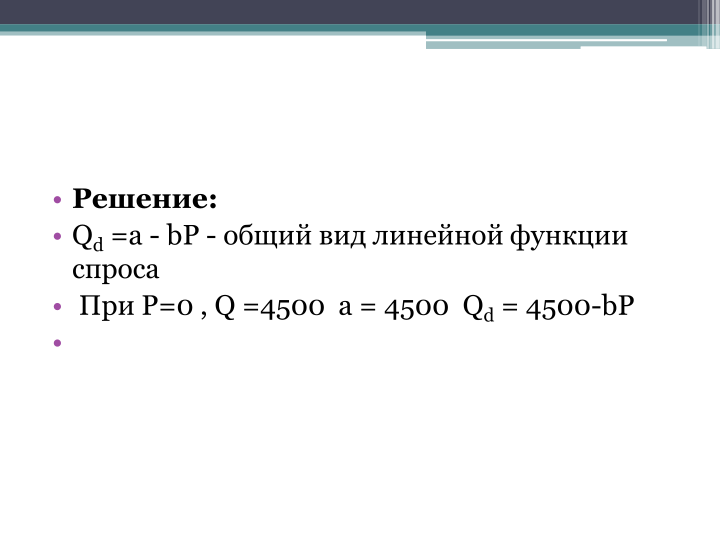 • Решение:
• Qd =a - bP - общий вид линейной функции
спроса
• При P=0 , Q =4500 a = 4500 Qd = 4500-bP
•